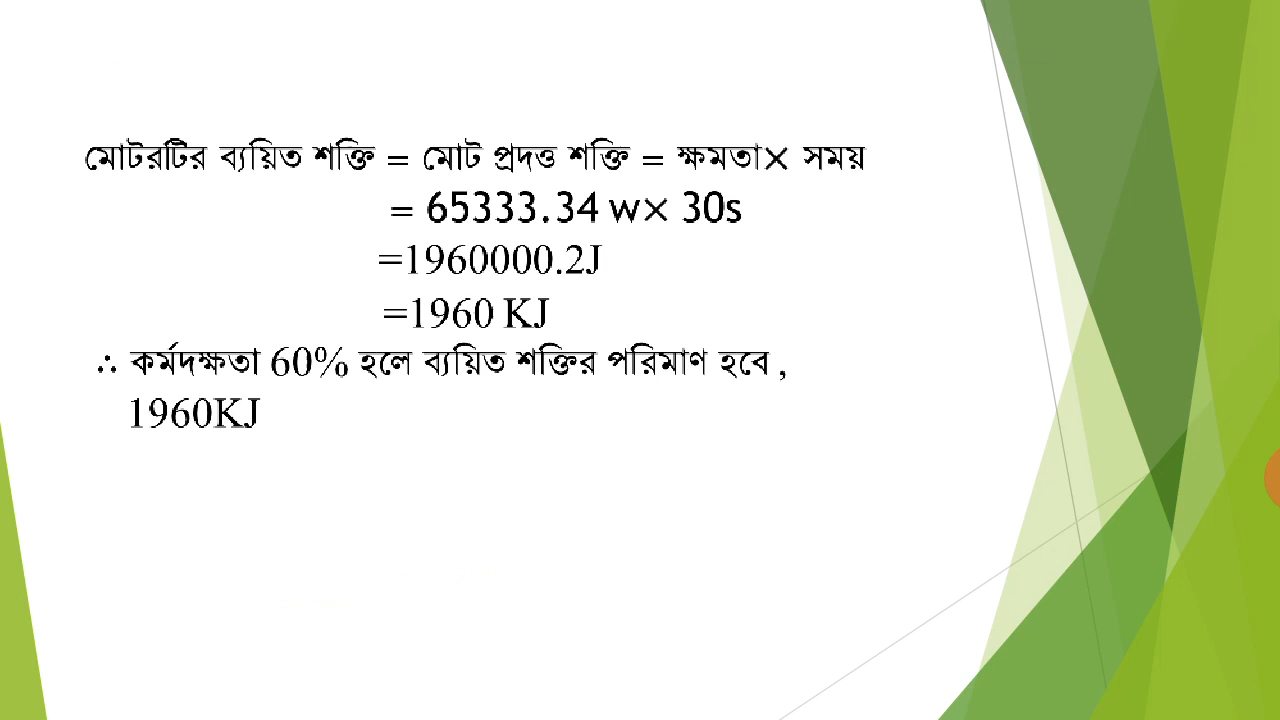 মোটরটির ব্যয়িত শক্তি = মোট প্রদত্ত শক্তি = ক্ষমতা× সময়
= 65333.34 w× 30s
=1960000.2J
=1960 KJ
∴ কর্মদক্ষতা 60% হলে ব্যয়িত শক্তির পরিমাণ হবে ,
1960KJ